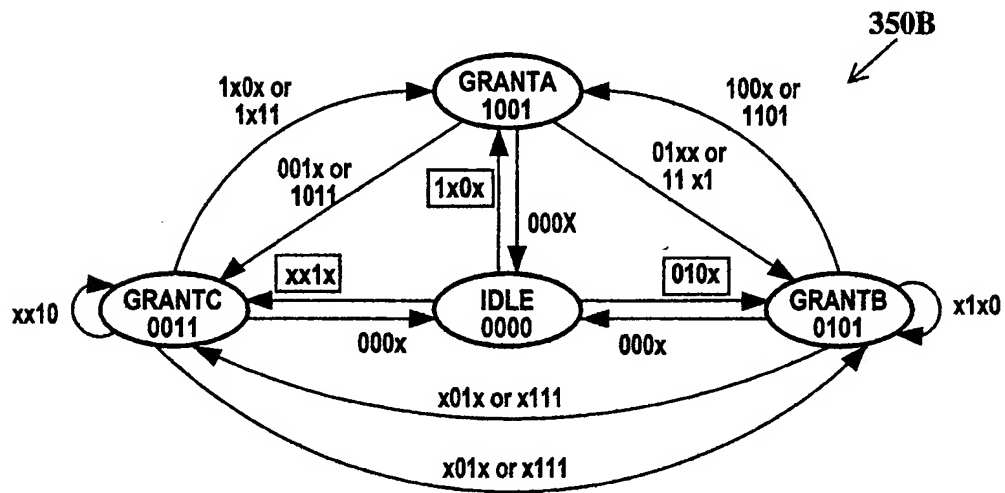 350B
GRANTA
1001
1x0x or
1x11
100x or
1101
001x or
1011
1x0x
01xx or
11 x1
000X
xx1x
010x
GRANTC
0011
IDLE
0000
GRANTB
0101
xx10
x1x0
000x
000x
x01x or x111
x01x or x111